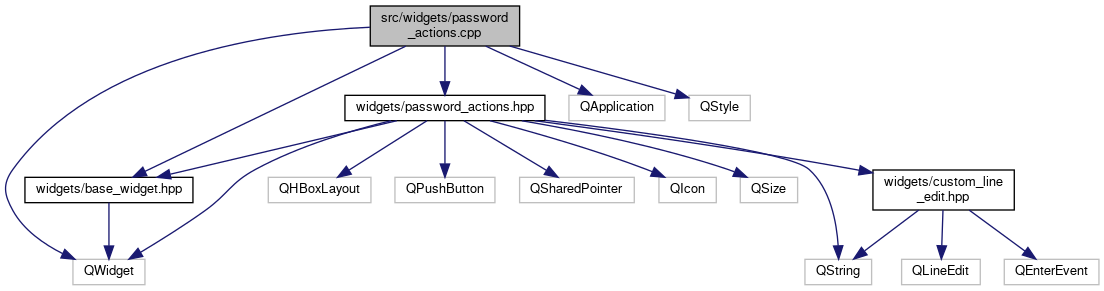 src/widgets/password
_actions.cpp
widgets/password_actions.hpp
QApplication
QStyle
widgets/base_widget.hpp
QHBoxLayout
QPushButton
QSharedPointer
QIcon
QSize
widgets/custom_line
_edit.hpp
QWidget
QString
QLineEdit
QEnterEvent